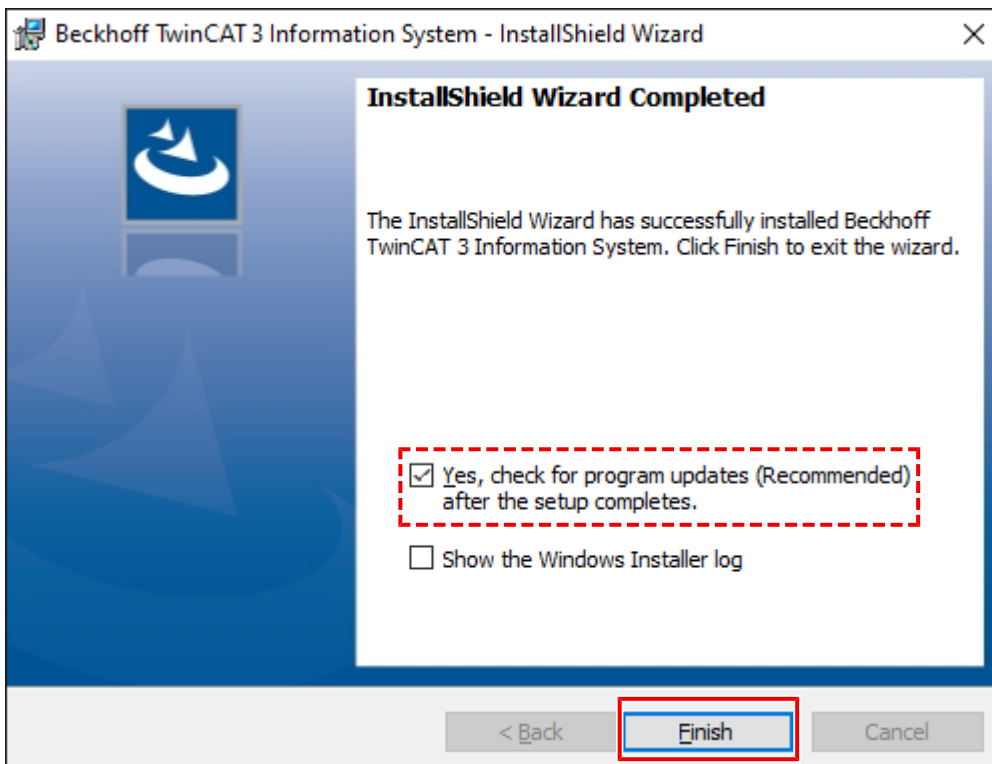 Beckhoff TwinCAT 3 Information System - InstallShield Wizard
InstallShield Wizard Completed
The InstallShield Wizard has successfully installed Beckhoff
TwinCAT 3 Information System. Click Finish to exit the wizard.
Yes, check for program updates (Recommended)
after the setup completes.
Show the Windows Installer log
< Back Finish Cancel